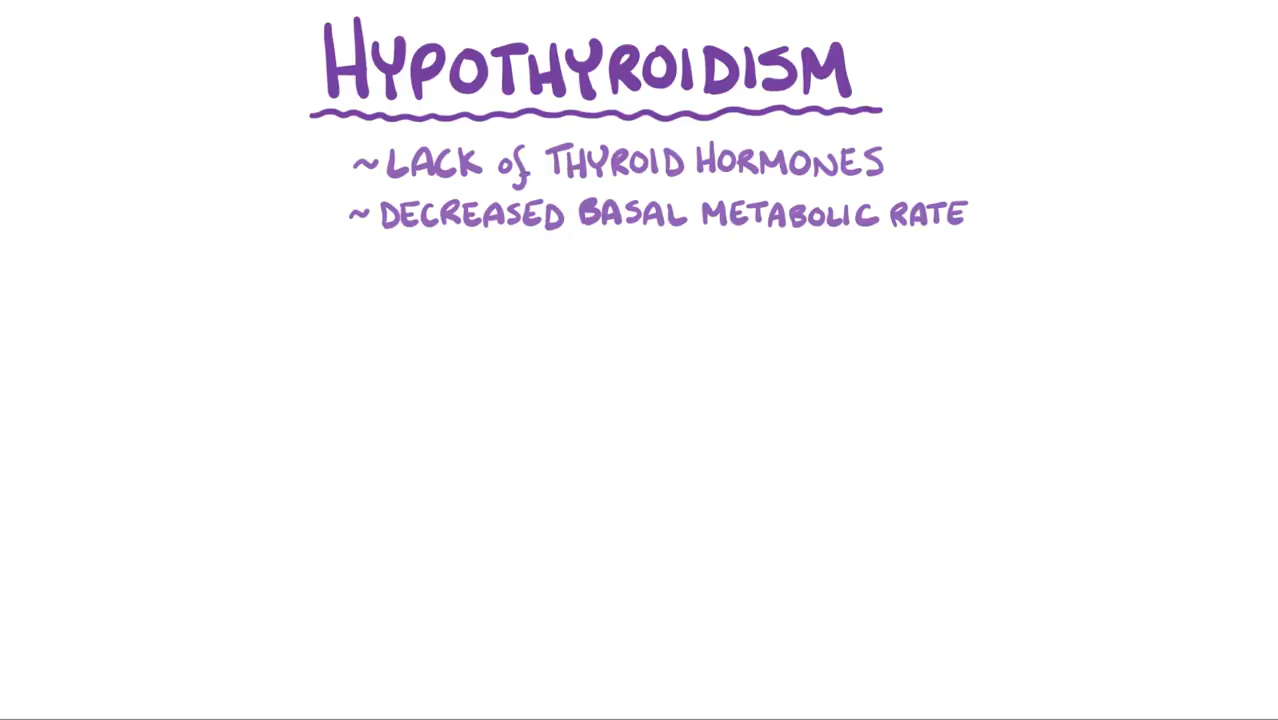 HYPOTHYROIDISM
~ LACK of THYROID HORMONES
~ DECREASED BASAL METABOLIC RATE